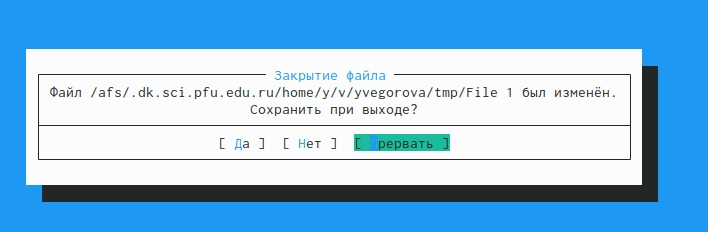 Закрытие файла
Файл /afs/.dk.sci.pfu.edu.ru/home/y/v/yvegorova/tmp/File 1 был изменён.
Сохранить при выходе?
[ Да ] [ Нет ] [ Прервать ]